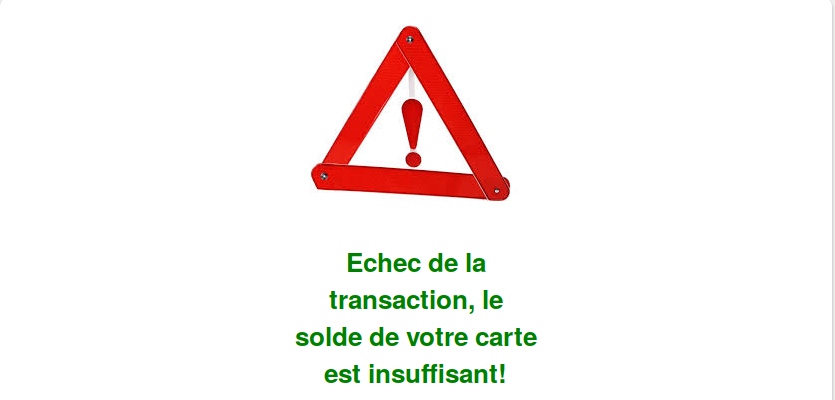 Echec de la
transaction, le
solde de votre carte
est insuffisant!